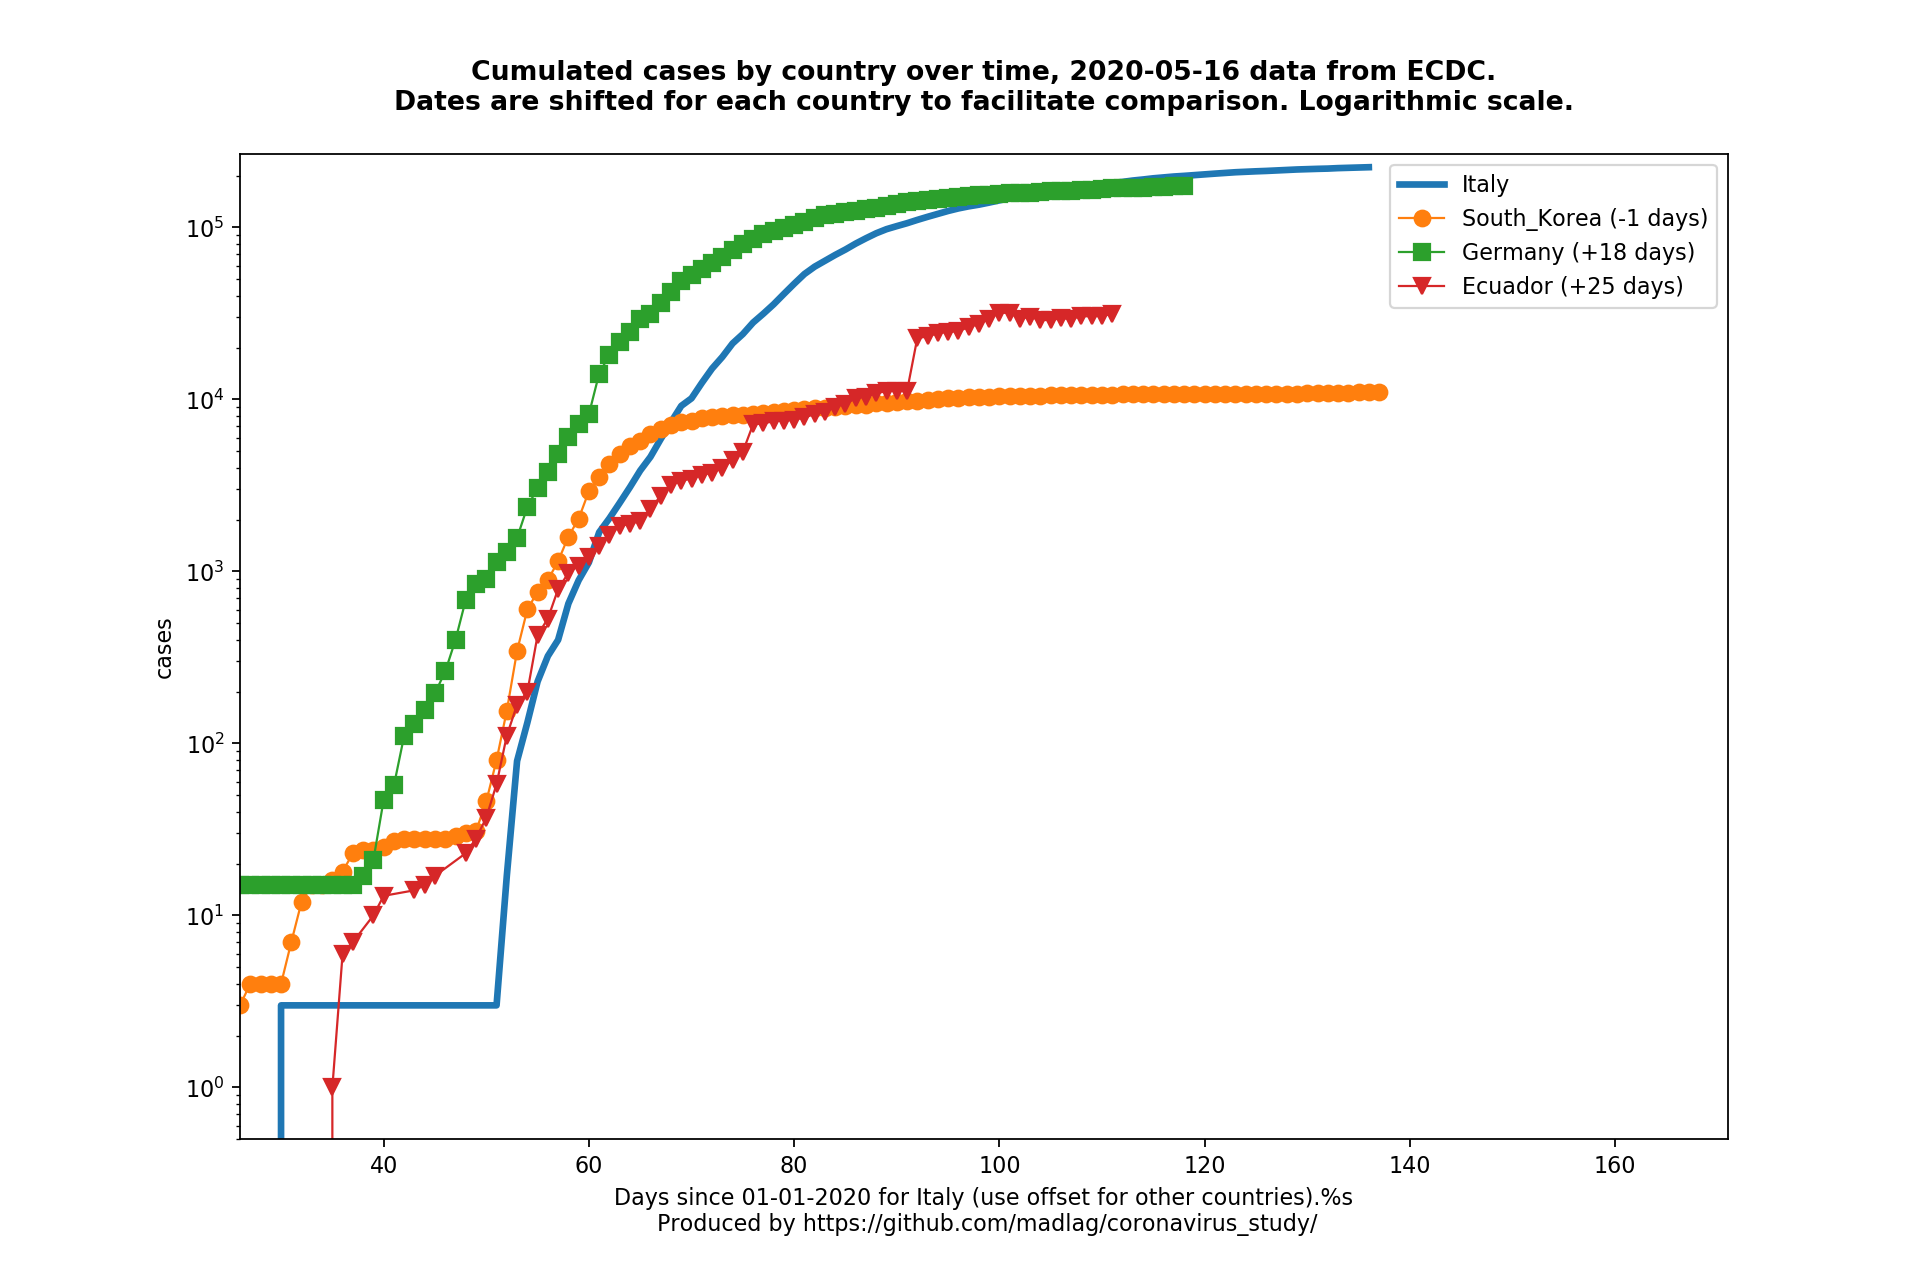 Cumulated cases by country over time, 2020-05-16 data from ECDC.
Dates are shifted for each country to facilitate comparison. Logarithmic scale.
Italy
South_Korea (-1 days)
Germany (+18 days)
Ecuador (+25 days)
10^5
10^4
10^3
10^2
10^1
10^0
cases
40 60 80 100 120 140 160
Days since 01-01-2020 for Italy (use offset for other countries).%s
Produced by https://github.com/madlag/coronavirus_study/